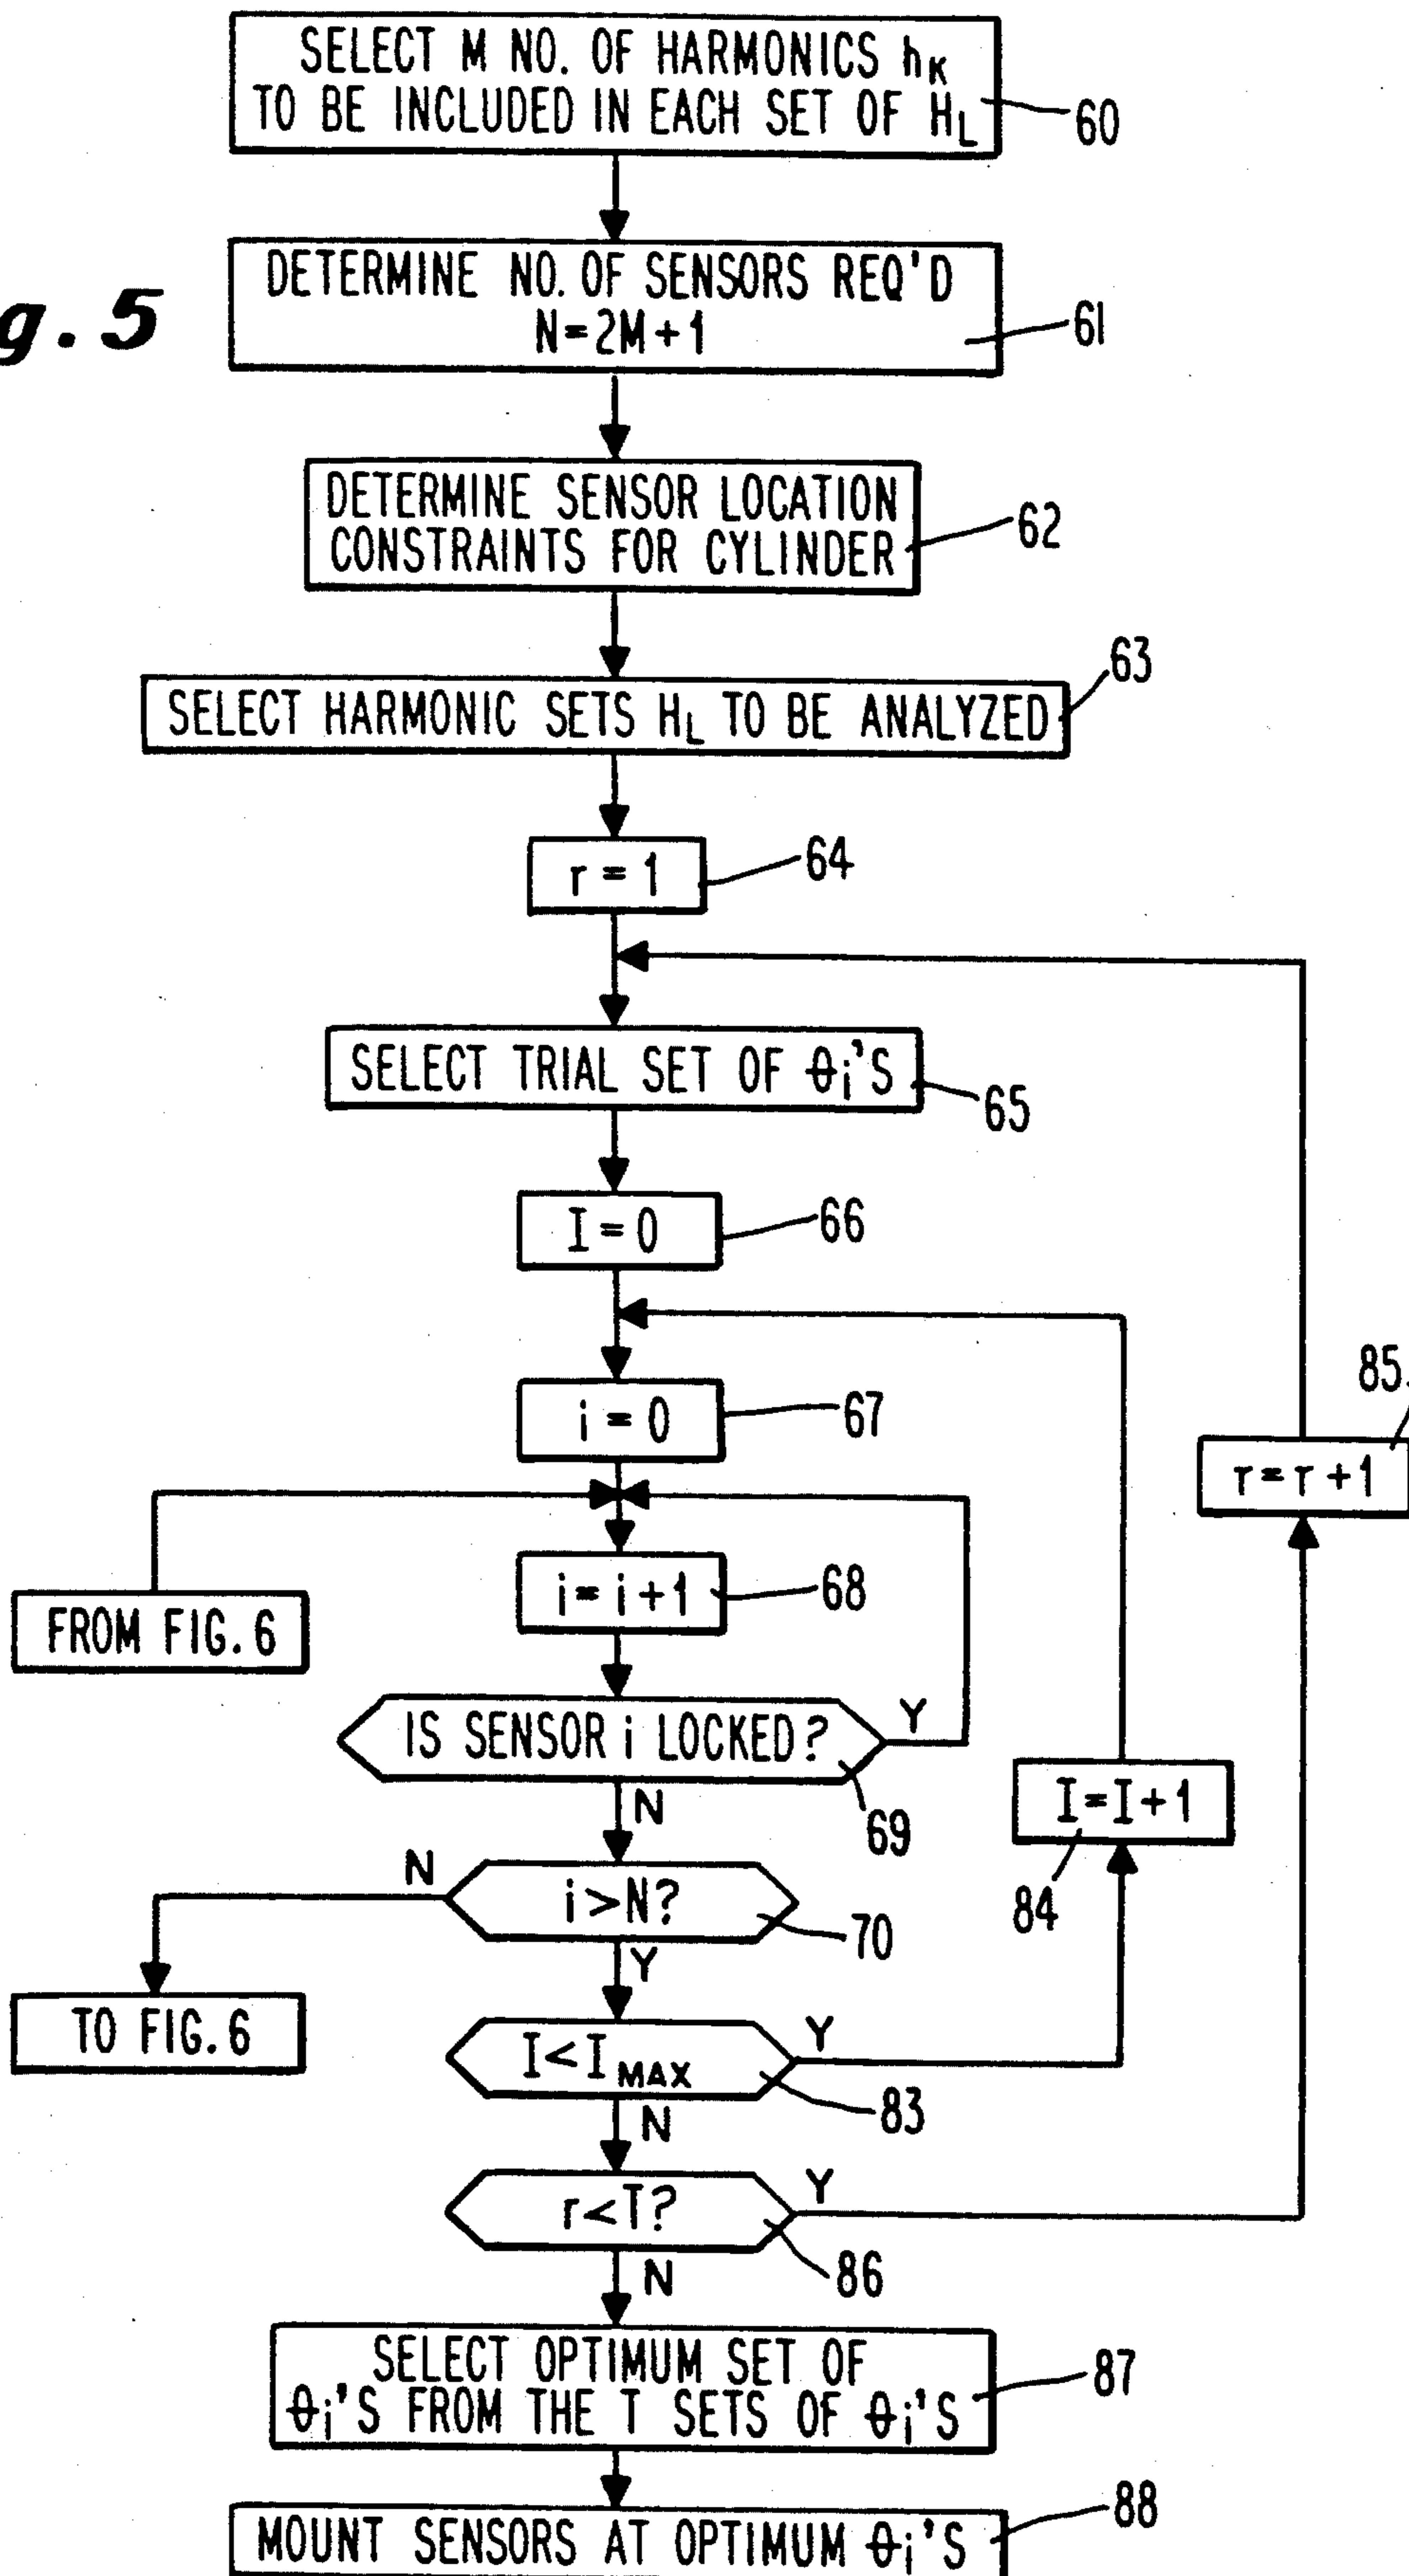 SELECT M NO. OF HARMONICS hK
TO BE INCLUDED IN EACH SET OF HL
60
g. 5
DETERMINE NO. OF SENSORS REQ'D
N=2M+1
61
DETERMINE SENSOR LOCATION
CONSTRAINTS FOR CYLINDER
62
SELECT HARMONIC SETS HL TO BE ANALYZED
63
r = 1
64
SELECT TRIAL SET OF θi'S
65
I = 0
66
i = 0
67
85
r=r+1
i=i+1
68
FROM FIG. 6
IS SENSOR i LOCKED?
Y
69
N
I=I+1
84
N
i>N?
70
Y
TO FIG. 6
I<IMAX
Y
83
N
r<T?
Y
86
N
SELECT OPTIMUM SET OF
θi'S FROM THE T SETS OF θi'S
87
MOUNT SENSORS AT OPTIMUM θi'S
88